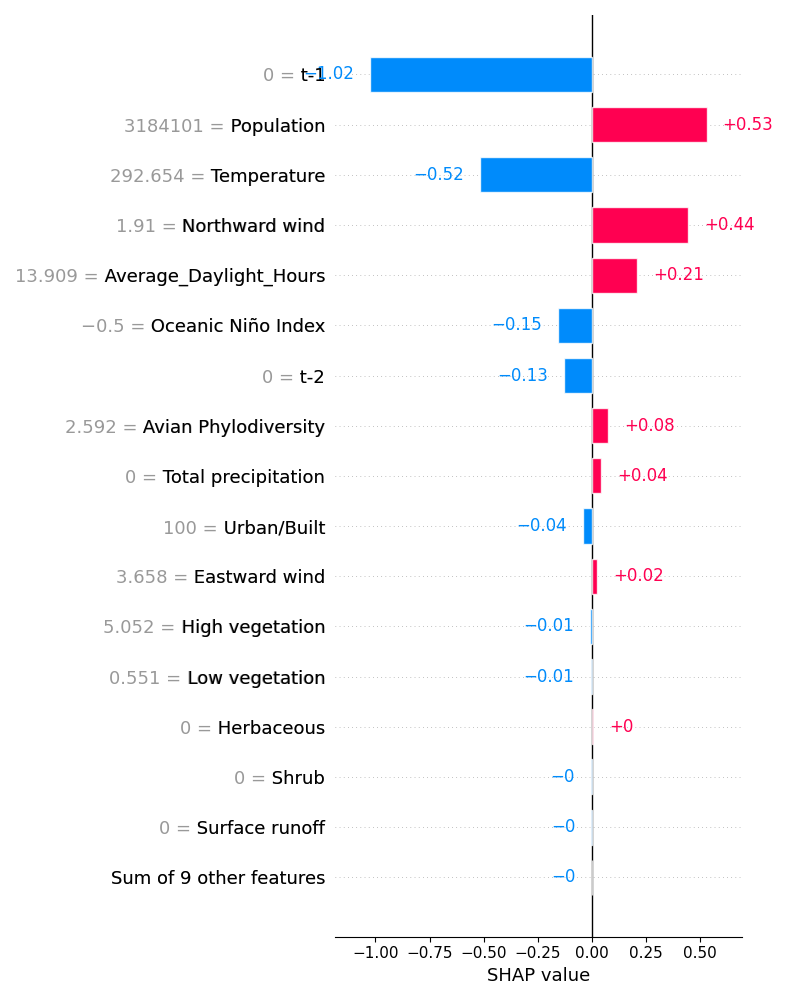 0 = t-1 −1.02
3184101 = Population +0.53
292.654 = Temperature −0.52
1.91 = Northward wind +0.44
13.909 = Average_Daylight_Hours +0.21
−0.5 = Oceanic Niño Index −0.15
0 = t-2 −0.13
2.592 = Avian Phylodiversity +0.08
0 = Total precipitation +0.04
100 = Urban/Built −0.04
3.658 = Eastward wind +0.02
5.052 = High vegetation −0.01
0.551 = Low vegetation −0.01
0 = Herbaceous +0
0 = Shrub −0
0 = Surface runoff −0
Sum of 9 other features −0
−1.00 −0.75 −0.50 −0.25 0.00 0.25 0.50
SHAP value